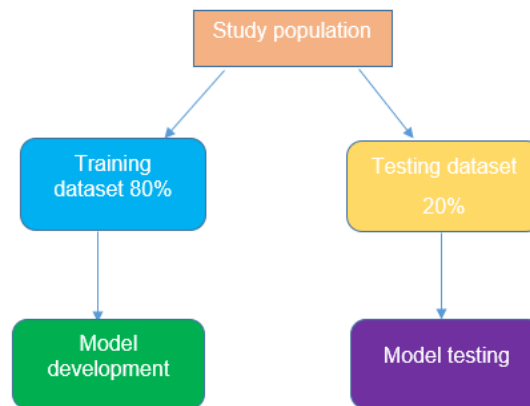 Study population
Training
dataset 80%
Testing dataset
20%
Model
development
Model testing